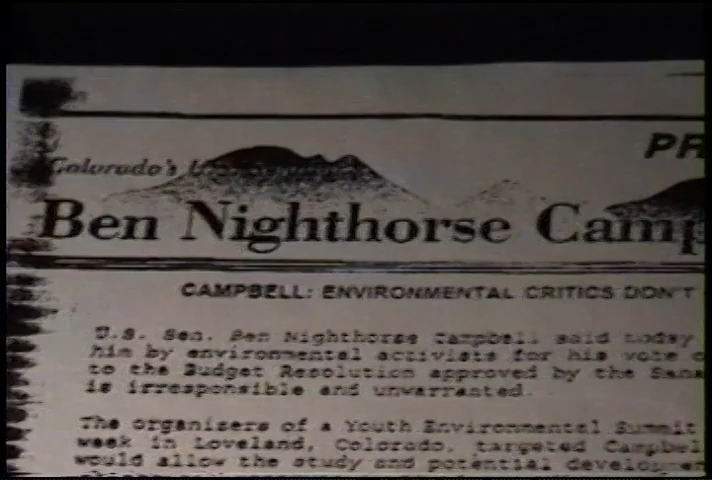 PR
Colorado's
Ben Nighthorse Camp
CAMPBELL: ENVIRONMENTAL CRITICS DON'T
U.S. Sen. Ben Nighthorse Campbell said today
him by environmental activists for his vote o
to the Budget Resolution approved by the Sena
is irresponsible and unwarranted.
The organizers of a Youth Environmental Summit
week in Loveland, Colorado, targeted Campbel
would allow the study and potential developmen